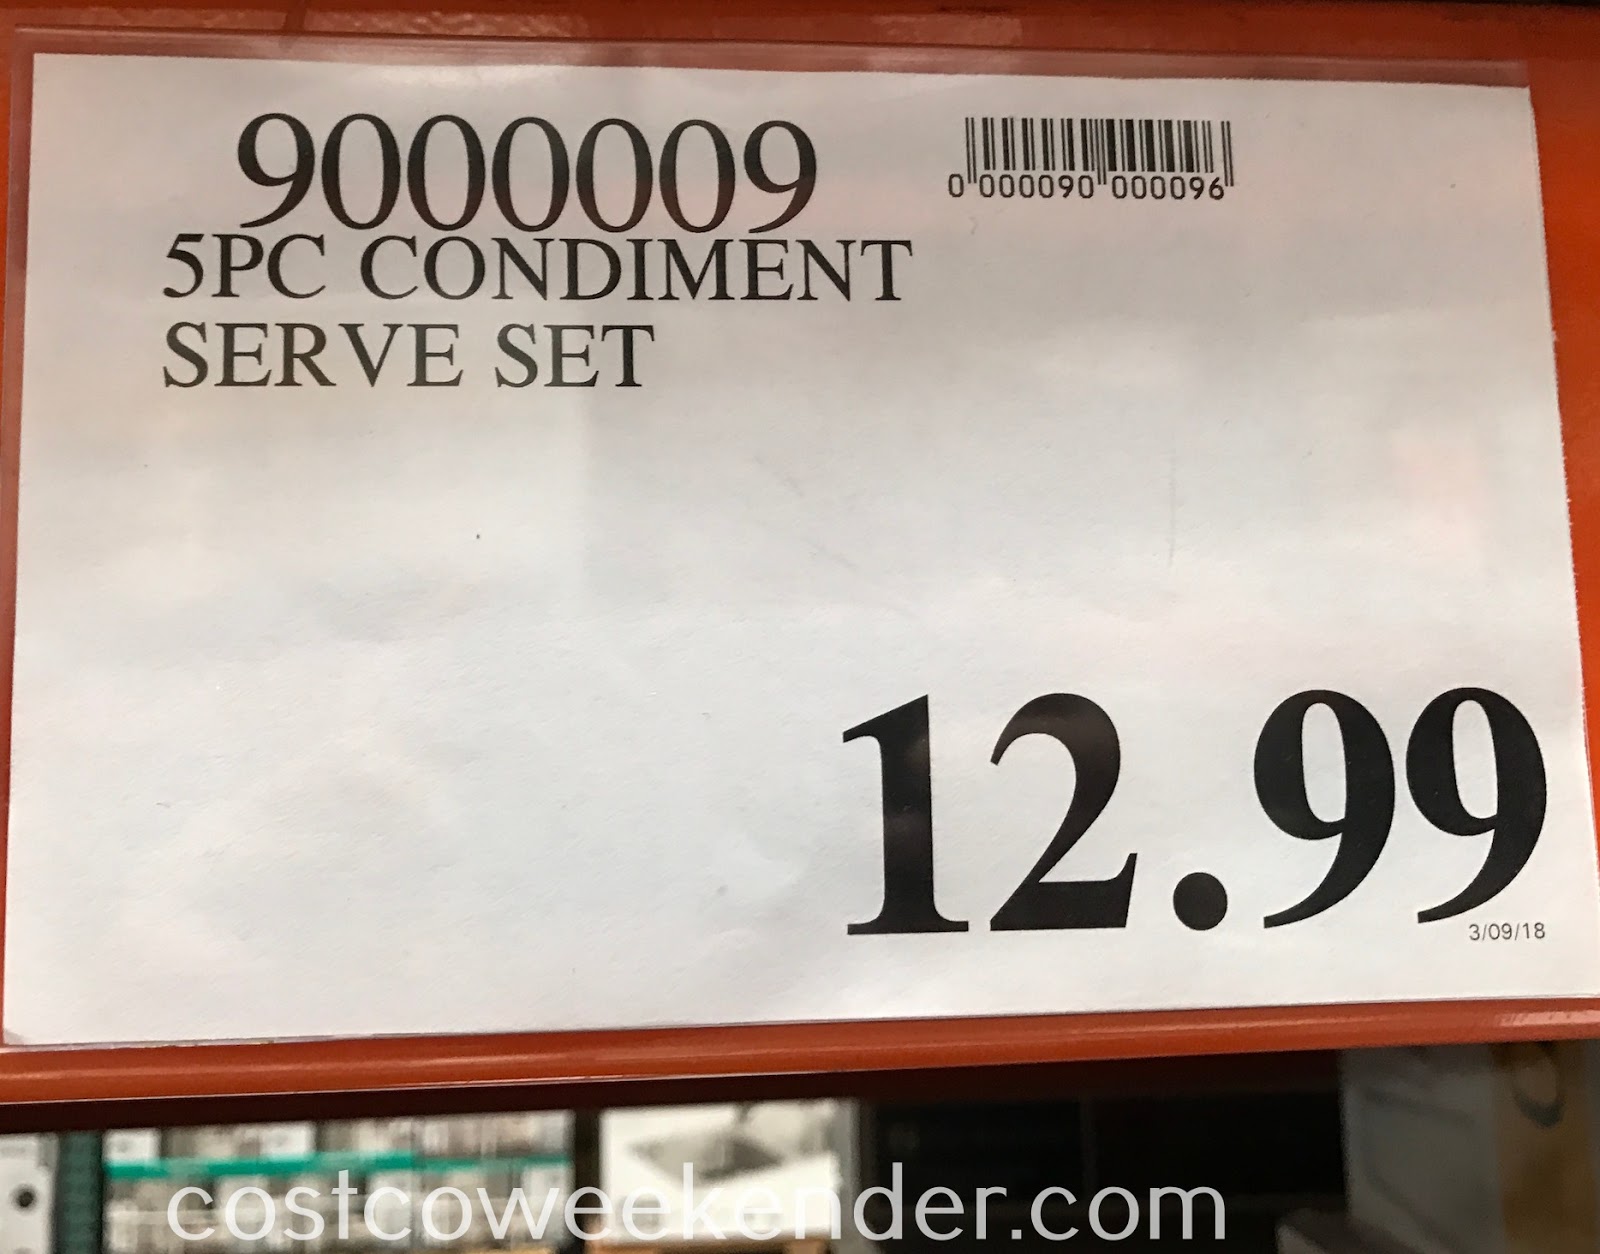 9000009
0 000090 000096
5PC CONDIMENT
SERVE SET
12.99
3/09/18
costcoweekender.com